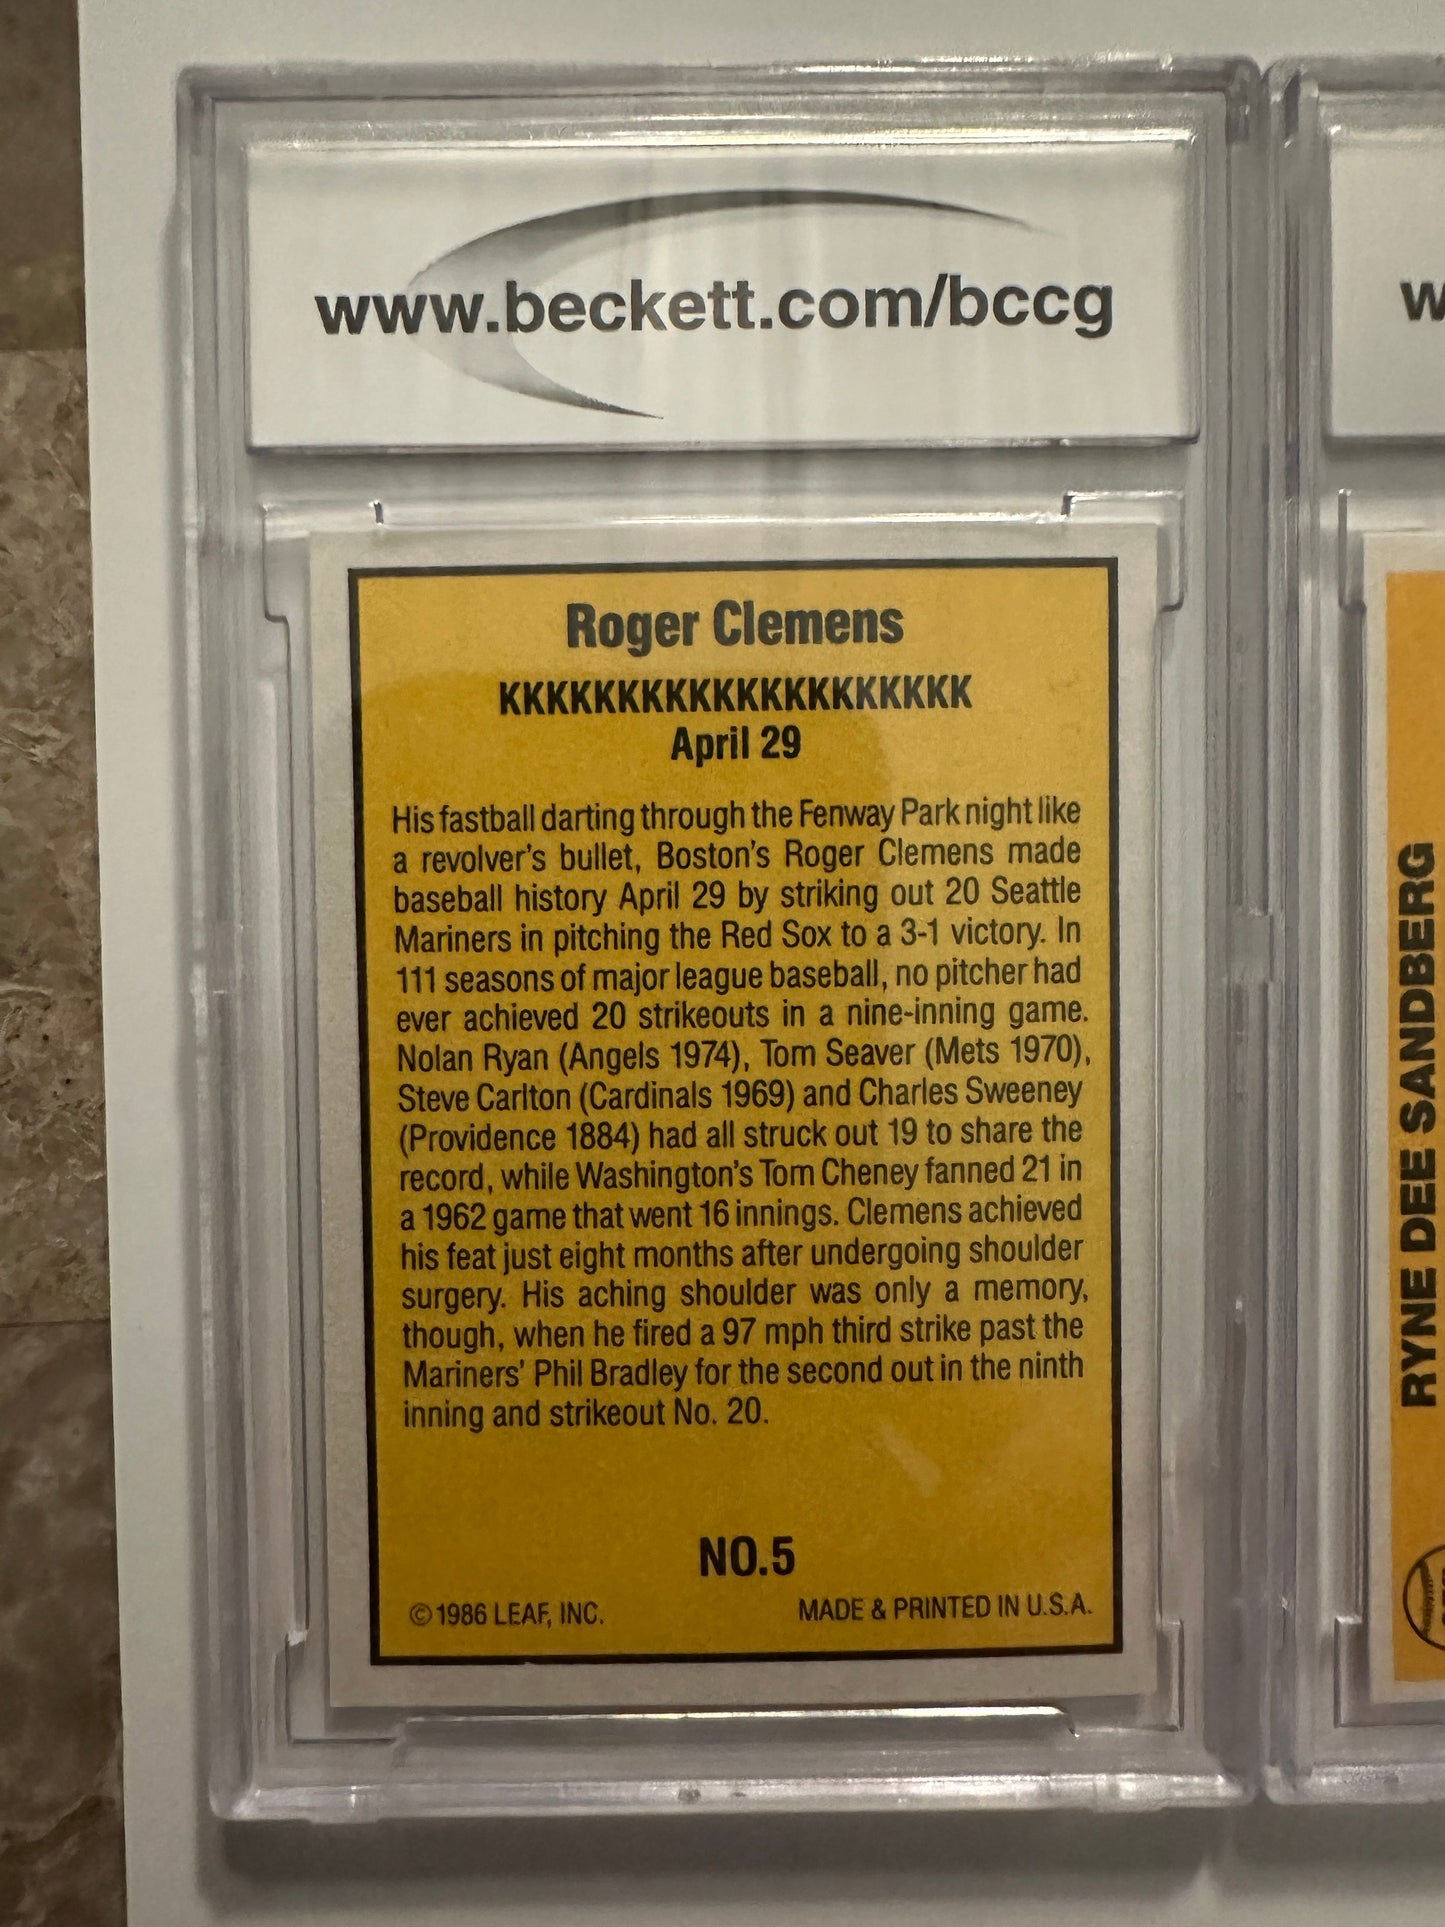 www.beckett.com/bccg
Roger Clemens
KKKKKKKKKKKKKKKKKKKK
April 29
His fastball darting through the Fenway Park night like
a revolver's bullet, Boston's Roger Clemens made
baseball history April 29 by striking out 20 Seattle
Mariners in pitching the Red Sox to a 3-1 victory. In
111 seasons of major league baseball, no pitcher had
ever achieved 20 strikeouts in a nine-inning game.
Nolan Ryan (Angels 1974), Tom Seaver (Mets 1970),
Steve Carlton (Cardinals 1969) and Charles Sweeney
(Providence 1884) had all struck out 19 to share the
record, while Washington's Tom Cheney fanned 21 in
a 1962 game that went 16 innings. Clemens achieved
his feat just eight months after undergoing shoulder
surgery. His aching shoulder was only a memory,
though, when he fired a 97 mph third strike past the
Mariners' Phil Bradley for the second out in the ninth
inning and strikeout No. 20.
NO.5
© 1986 LEAF, INC.
MADE & PRINTED IN U.S.A.
w
RYNE DEE SANDBERG